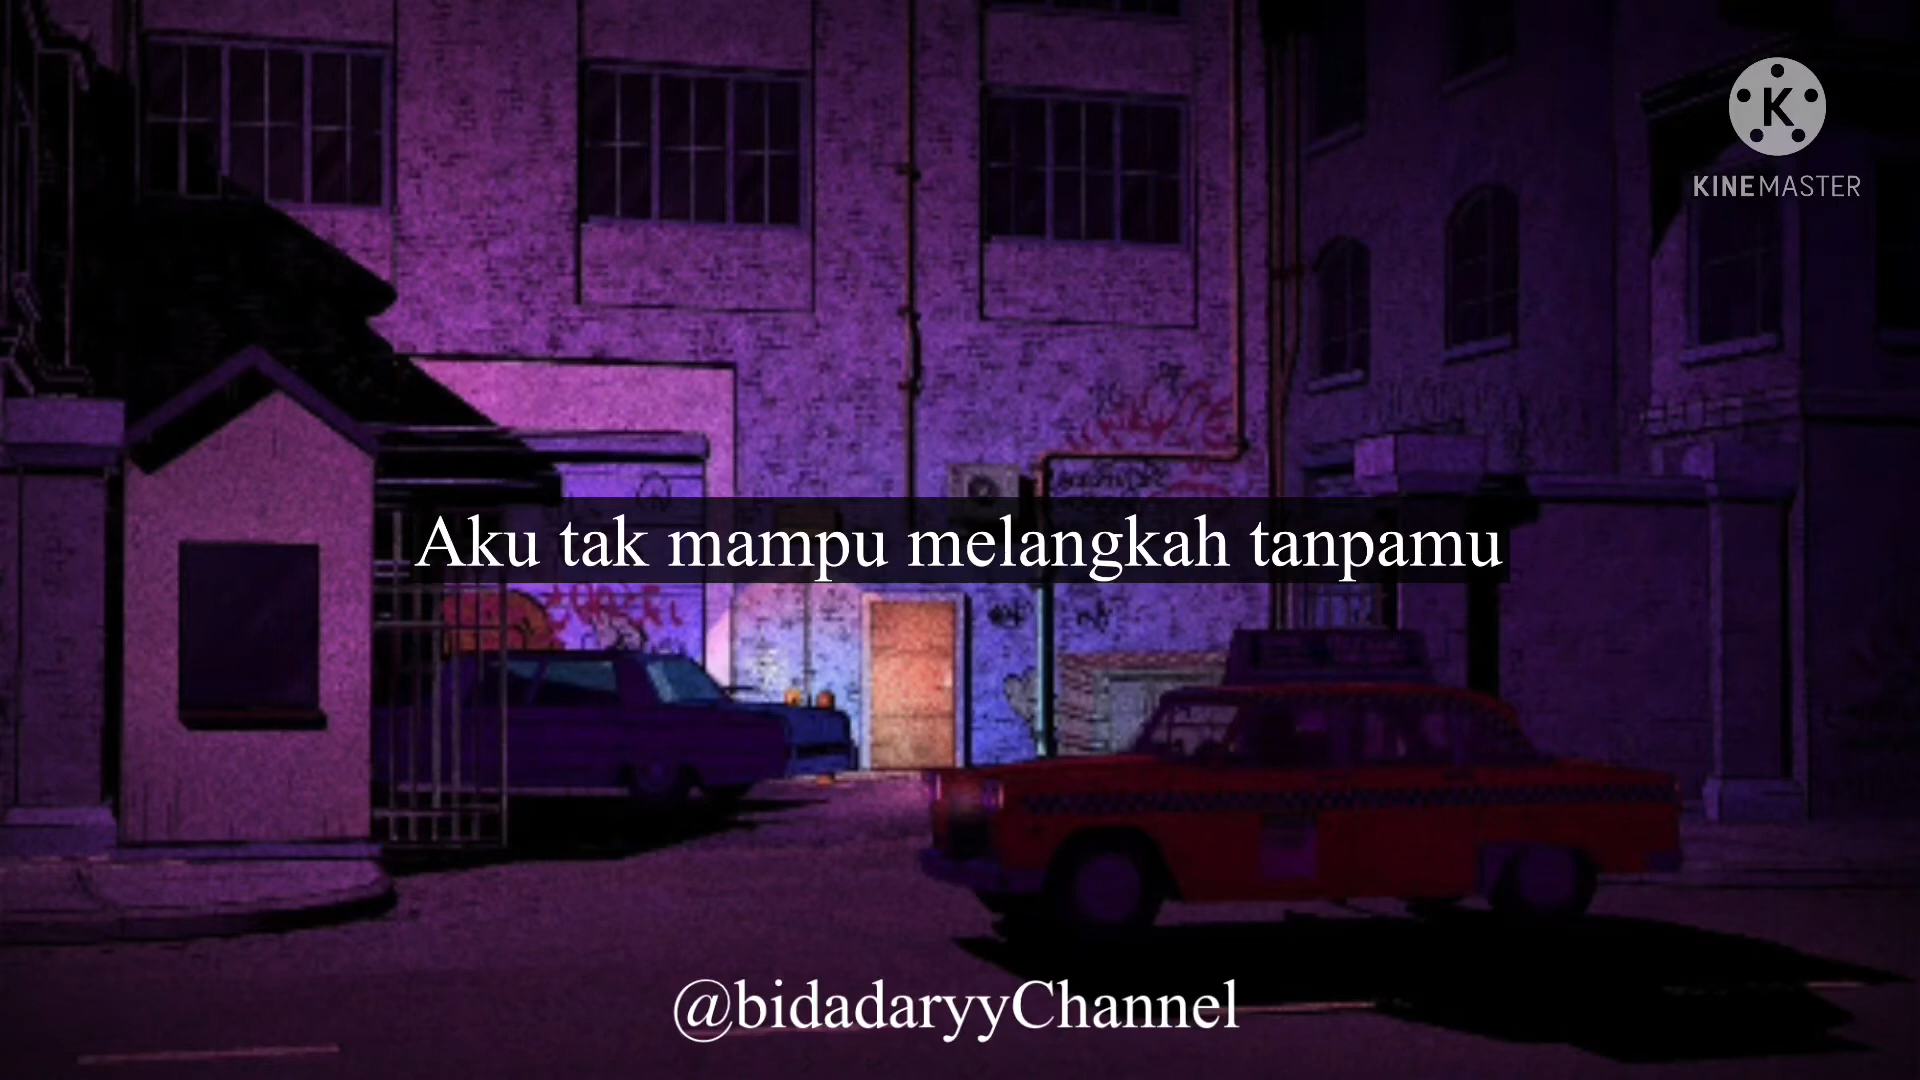 K
KINEMASTER
Aku tak mampu melangkah tanpamu
@bidadaryyChannel